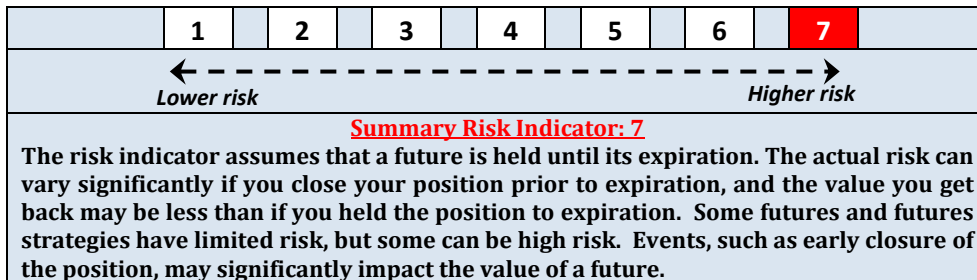 1 2 3 4 5 6 7
Lower risk Higher risk
Summary Risk Indicator: 7
The risk indicator assumes that a future is held until its expiration. The actual risk can
vary significantly if you close your position prior to expiration, and the value you get
back may be less than if you held the position to expiration.  Some futures and futures
strategies have limited risk, but some can be high risk.  Events, such as early closure of
the position, may significantly impact the value of a future.